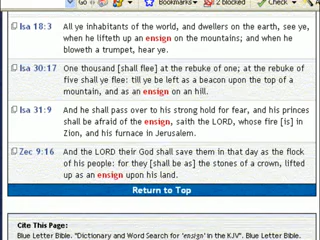 Go Bookmarks 2 blocked Check
Isa 18:3 All ye inhabitants of the world, and dwellers on the earth, see ye,
when he lifteth up an ensign on the mountains; and when he
bloweth a trumpet, hear ye.
Isa 30:17 One thousand [shall flee] at the rebuke of one; at the rebuke of
five shall ye flee: till ye be left as a beacon upon the top of a
mountain, and as an ensign on an hill.
Isa 31:9 And he shall pass over to his strong hold for fear, and his princes
shall be afraid of the ensign, saith the LORD, whose fire [is] in
Zion, and his furnace in Jerusalem.
Zec 9:16 And the LORD their God shall save them in that day as the flock
of his people: for they [shall be as] the stones of a crown, lifted
up as an ensign upon his land.
Return to Top
Cite This Page:
Blue Letter Bible. "Dictionary and Word Search for 'ensign' in the KJV". Blue Letter Bible.